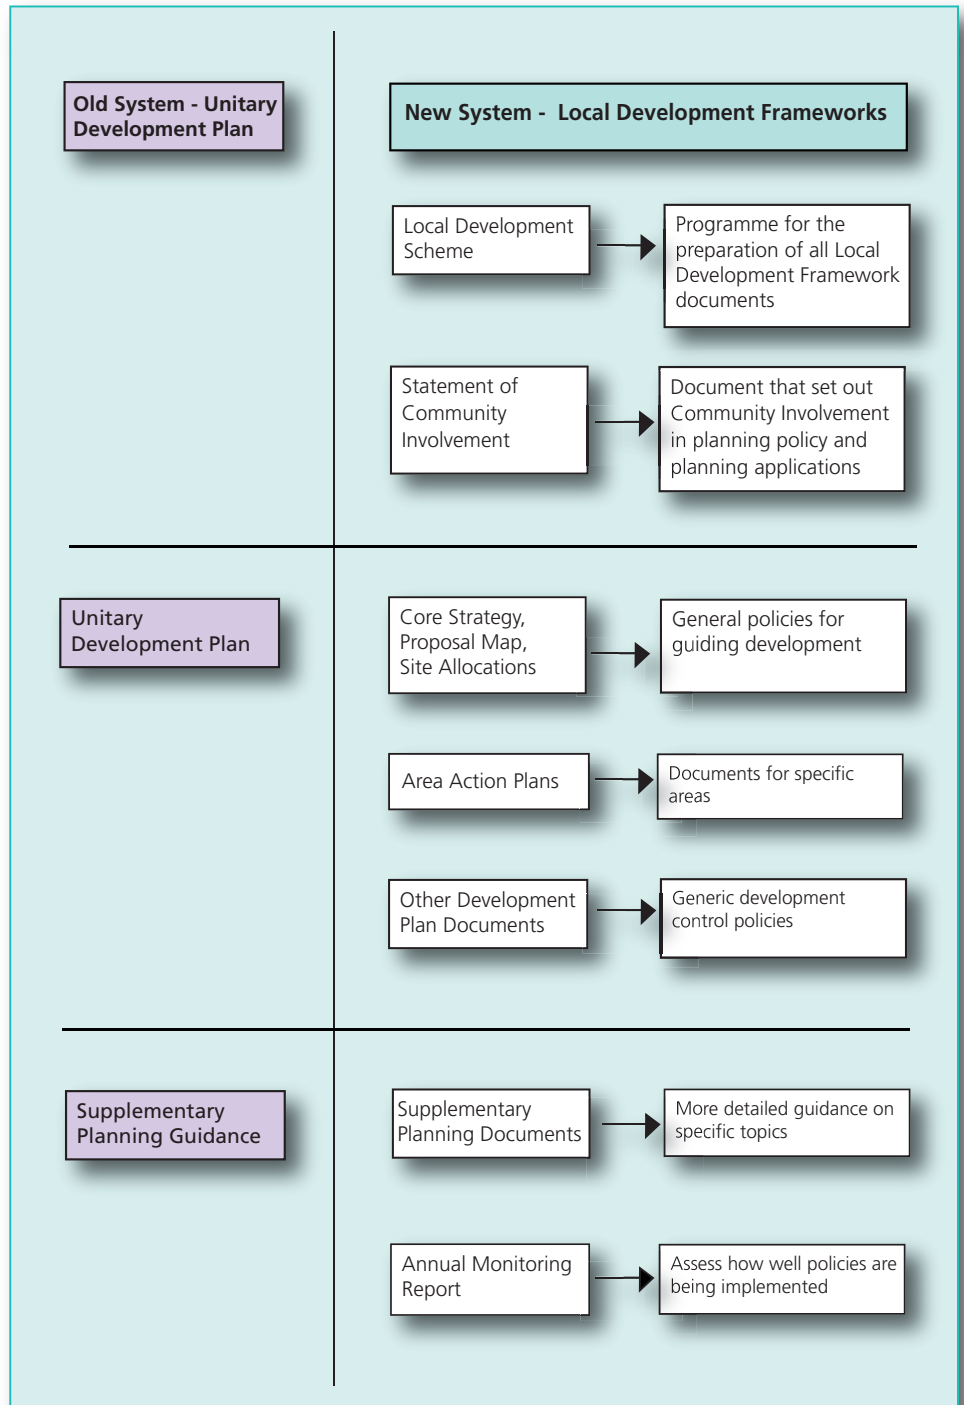 Old System - Unitary
Development Plan
New System -  Local Development Frameworks
Local Development
Scheme
Programme for the
preparation of all Local
Development Framework
documents
Statement of
Community
Involvement
Document that set out
Community Involvement
in planning policy and
planning applications
Unitary
Development Plan
Core Strategy,
Proposal Map,
Site Allocations
General policies for
guiding development
Area Action Plans
Documents for specific
areas
Other Development
Plan Documents
Generic development
control policies
Supplementary
Planning Guidance
Supplementary
Planning Documents
More detailed guidance on
specific topics
Annual Monitoring
Report
Assess how well policies are
being implemented